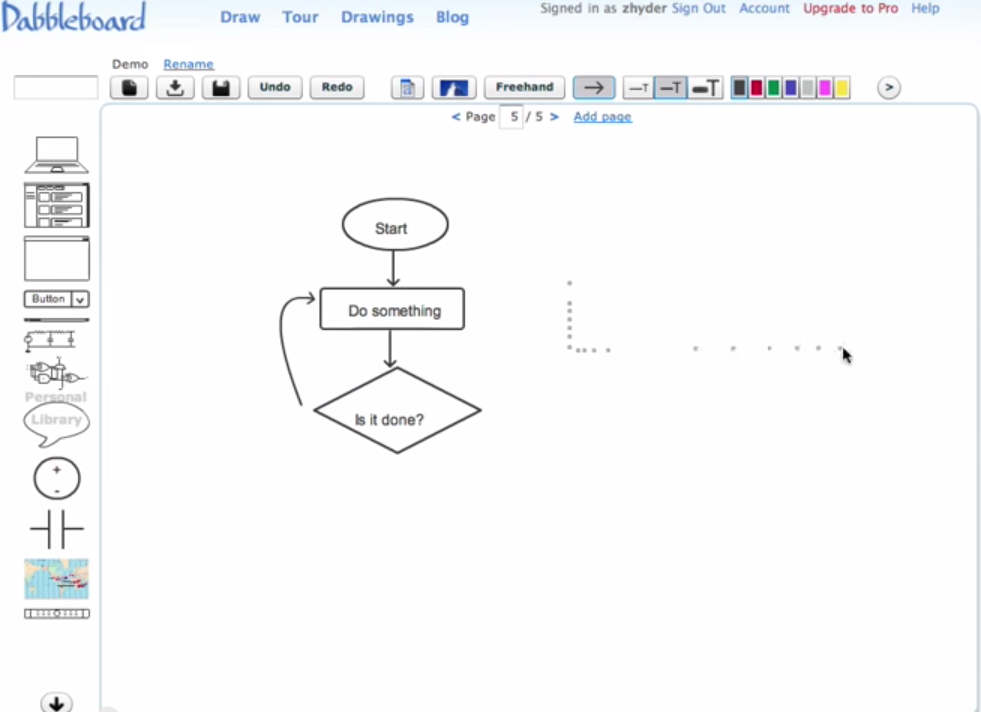 Dabbleboard
Draw Tour Drawings Blog
Signed in as zhyder Sign Out Account Upgrade to Pro Help
Demo Rename
Undo Redo Freehand T T T >
< Page 5 / 5 > Add page
Start
Do something
Is it done?
Button
Personal
Library
+
-